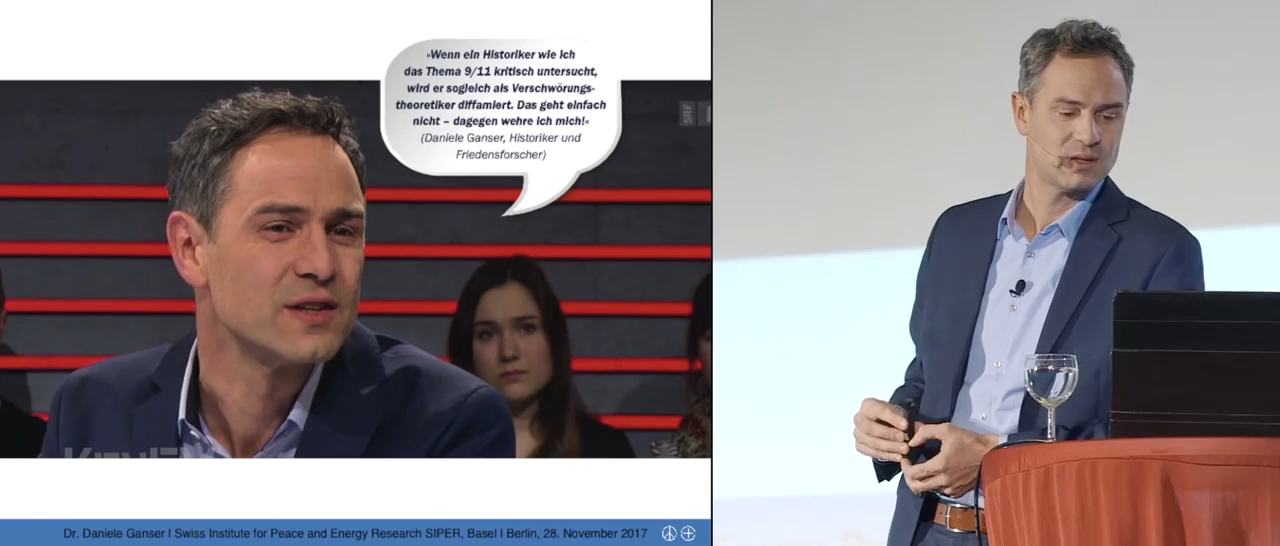 »Wenn ein Historiker wie ich
das Thema 9/11 kritisch untersucht,
wird er sogleich als Verschwörungs-
theoretiker diffamiert. Das geht einfach
nicht – dagegen wehre ich mich!«
(Daniele Ganser, Historiker und
Friedensforscher)
SRF
Dr. Daniele Ganser | Swiss Institute for Peace and Energy Research SIPER, Basel | Berlin, 28. November 2017